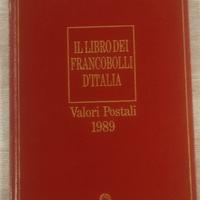 IL LIBRO DEI
FRANCOBOLLI
D'ITALIA
Valori Postali
1989